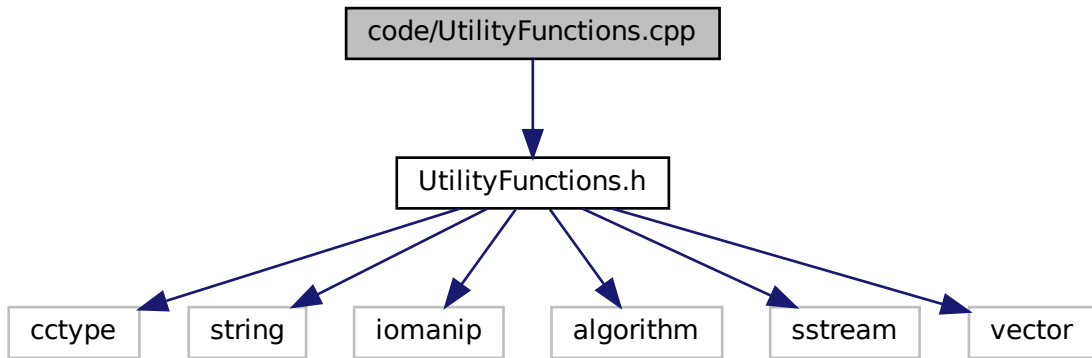 code/UtilityFunctions.cpp
UtilityFunctions.h
cctype
string
iomanip
algorithm
sstream
vector